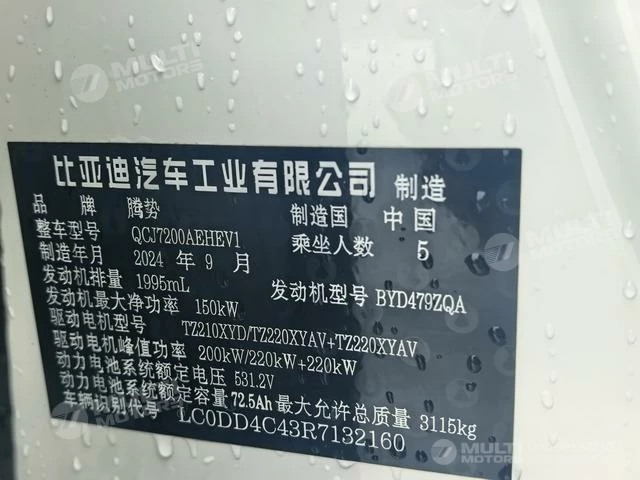 MULTI MOTORS
MULTI MOTORS
比亚迪汽车工业有限公司 制造
品 牌 腾势 制造国 中 国
整车型号 QCJ7200AEHEV1 乘坐人数 5
制造年月 2024 年 9 月
发动机排量 1995mL 发动机型号 BYD479ZQA
发动机最大净功率 150kW
驱动电机型号 TZ210XYD/TZ220XYAV+TZ220XYAV
驱动电机峰值功率 200kW/220kW+220kW
动力电池系统额定电压 531.2V
动力电池系统额定容量 72.5Ah 最大允许总质量 3115kg
车辆识别代号 LC0DD4C43R7132160
MULTI MOTORS
MULTI MOTORS